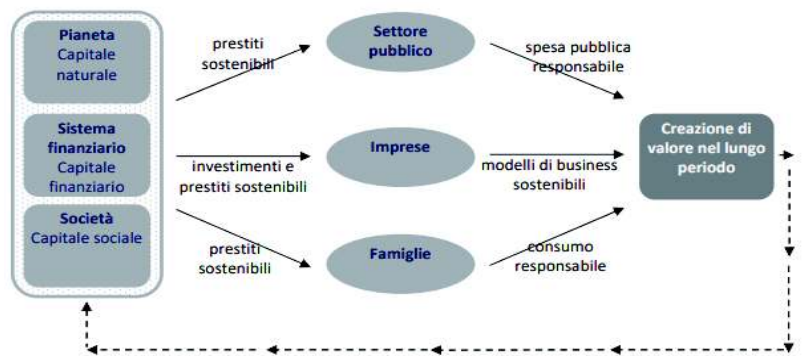 Pianeta
Capitale
naturale
Sistema
finanziario
Capitale
finanziario
Società
Capitale sociale
prestiti
sostenibili
investimenti e
prestiti sostenibili
prestiti
sostenibili
Settore
pubblico
Imprese
Famiglie
spesa pubblica
responsabile
modelli di business
sostenibili
consumo
responsabile
Creazione di
valore nel lungo
periodo